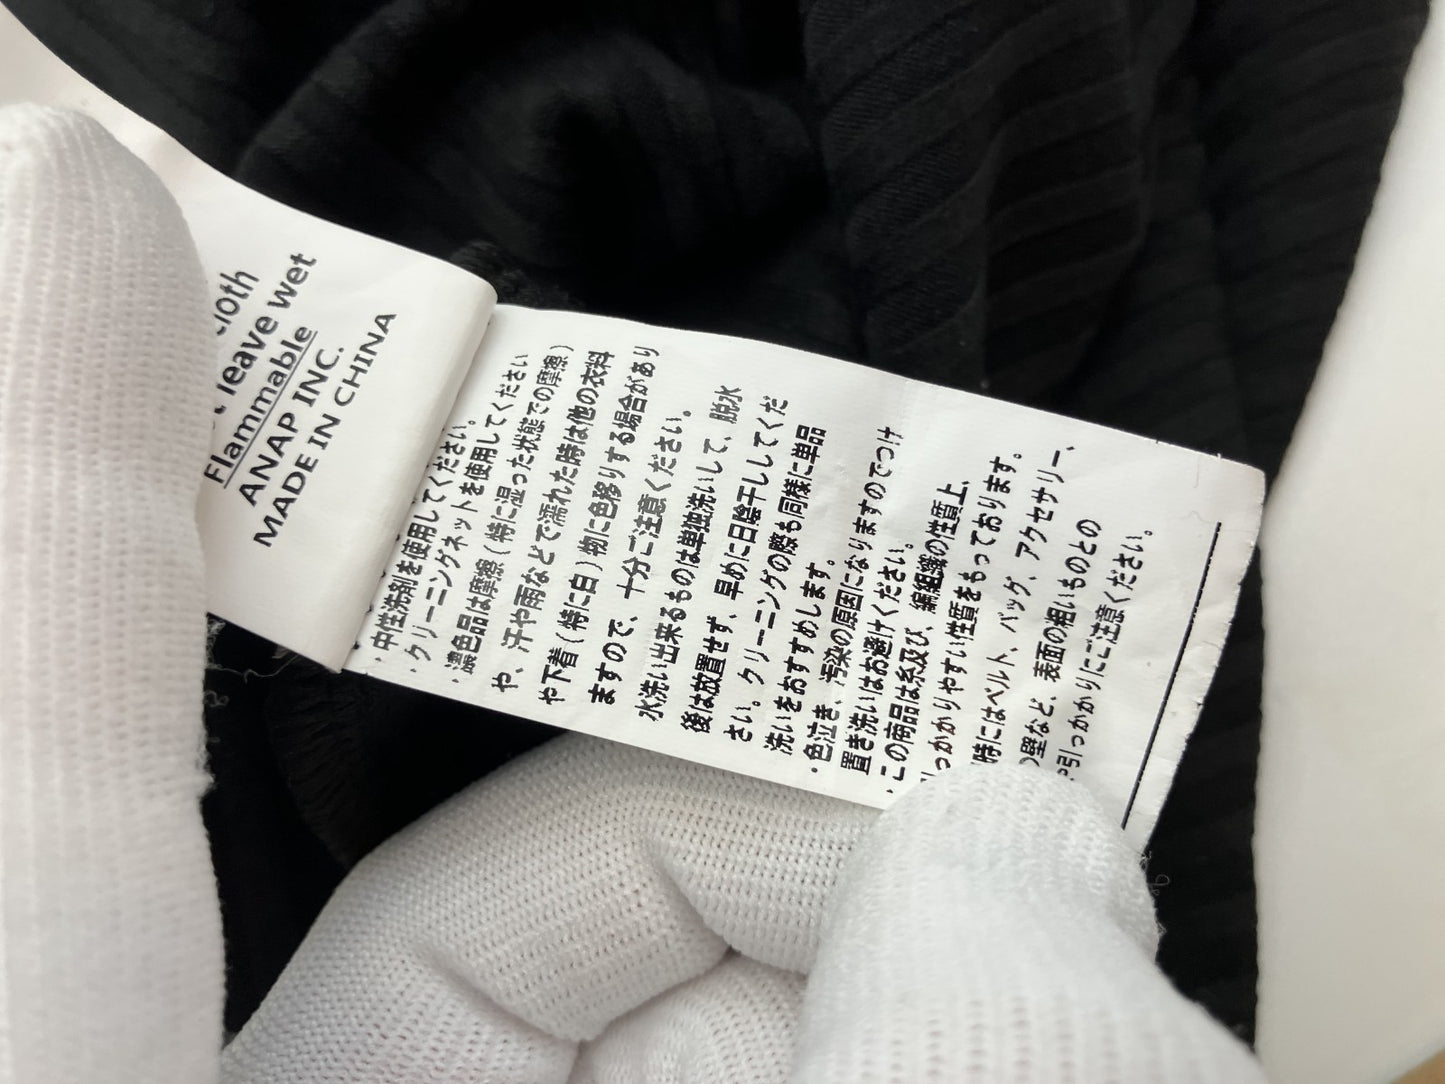 cloth
leave wet
Flammable
ANAP INC.
MADE IN CHINA
・中性洗剤を使用してください。
・クリーニングネットを使用してください
・濃色品は摩擦(特に湿った状態での摩擦)
や、汗や雨などで濡れた時は他の衣料
や下着(特に白)物に色移りする場合があり
ますので、十分ご注意ください。
水洗い出来るものは単独洗いして、脱水
後は放置せず、早めに日陰干ししてくだ
さい。クリーニングの際も同様に単品
洗いをおすすめします。
・色泣き、汚染の原因になりますのでつけ
置き洗いはお避けください。
・この商品は糸及び、編組織の性質上、
引っかかりやすい性質をもっております。
時にはベルト、バッグ、アクセサリー、
の壁など、表面の粗いものとの
引っかかりにご注意ください。